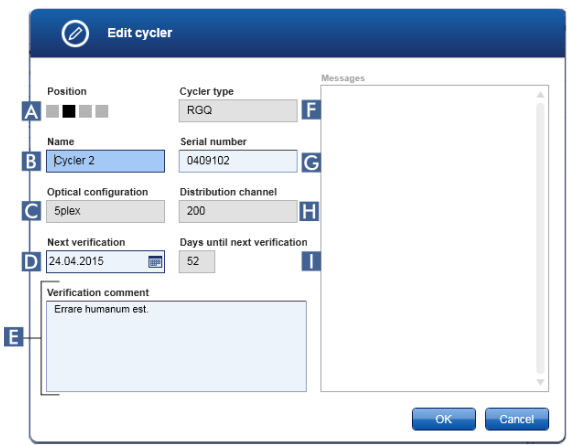 Edit cycler
Messages
Position
Cycler type
A
RGQ
F
Name
Serial number
B
Cycler 2
0409102
G
Optical configuration
Distribution channel
C
5plex
200
H
Next verification
Days until next verification
D
24.04.2015
52
I
Verification comment
Errare humanum est.
E
OK
Cancel